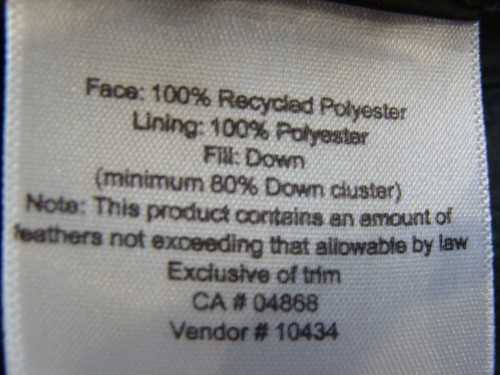 Face: 100% Recycled Polyester
Lining: 100% Polyester
Fill: Down
(minimum 80% Down cluster)
Note: This product contains an amount of
feathers not exceeding that allowable by law
Exclusive of trim
CA # 04868
Vendor # 10434